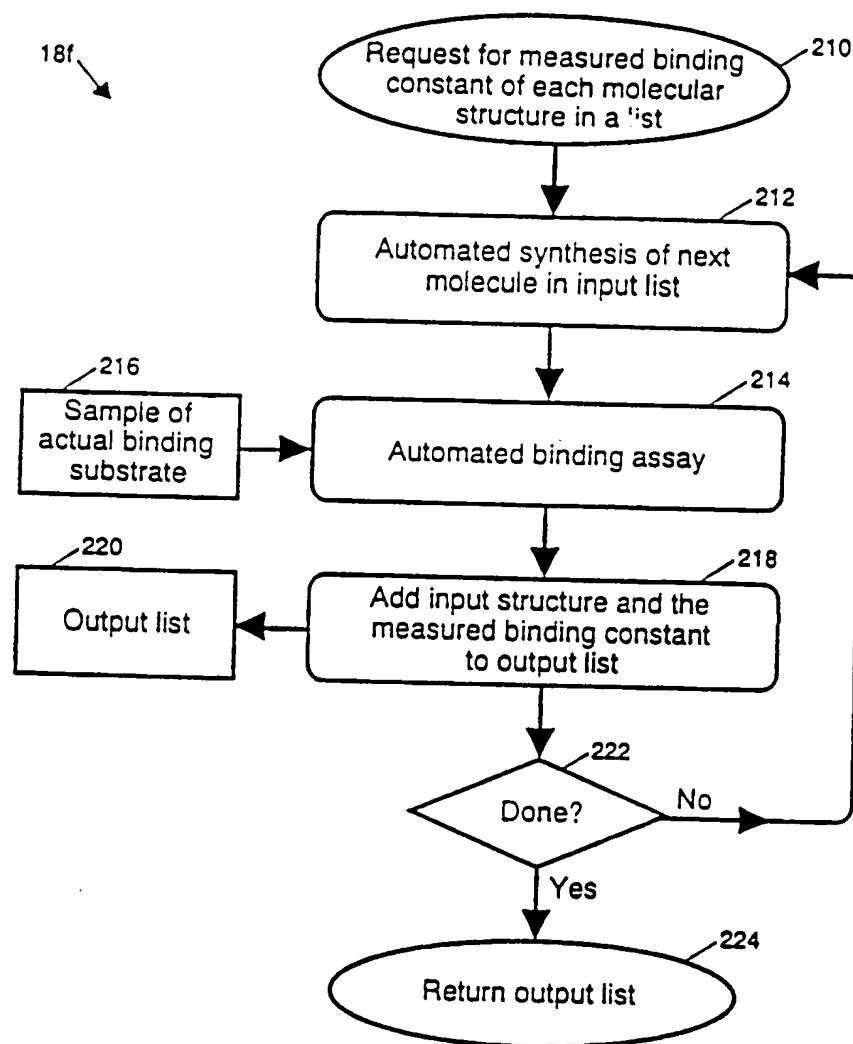 18f
Request for measured binding
constant of each molecular
structure in a list
210
212
Automated synthesis of next
molecule in input list
216
Sample of
actual binding
substrate
214
Automated binding assay
220
Output list
218
Add input structure and the
measured binding constant
to output list
222
Done?
No
Yes
224
Return output list